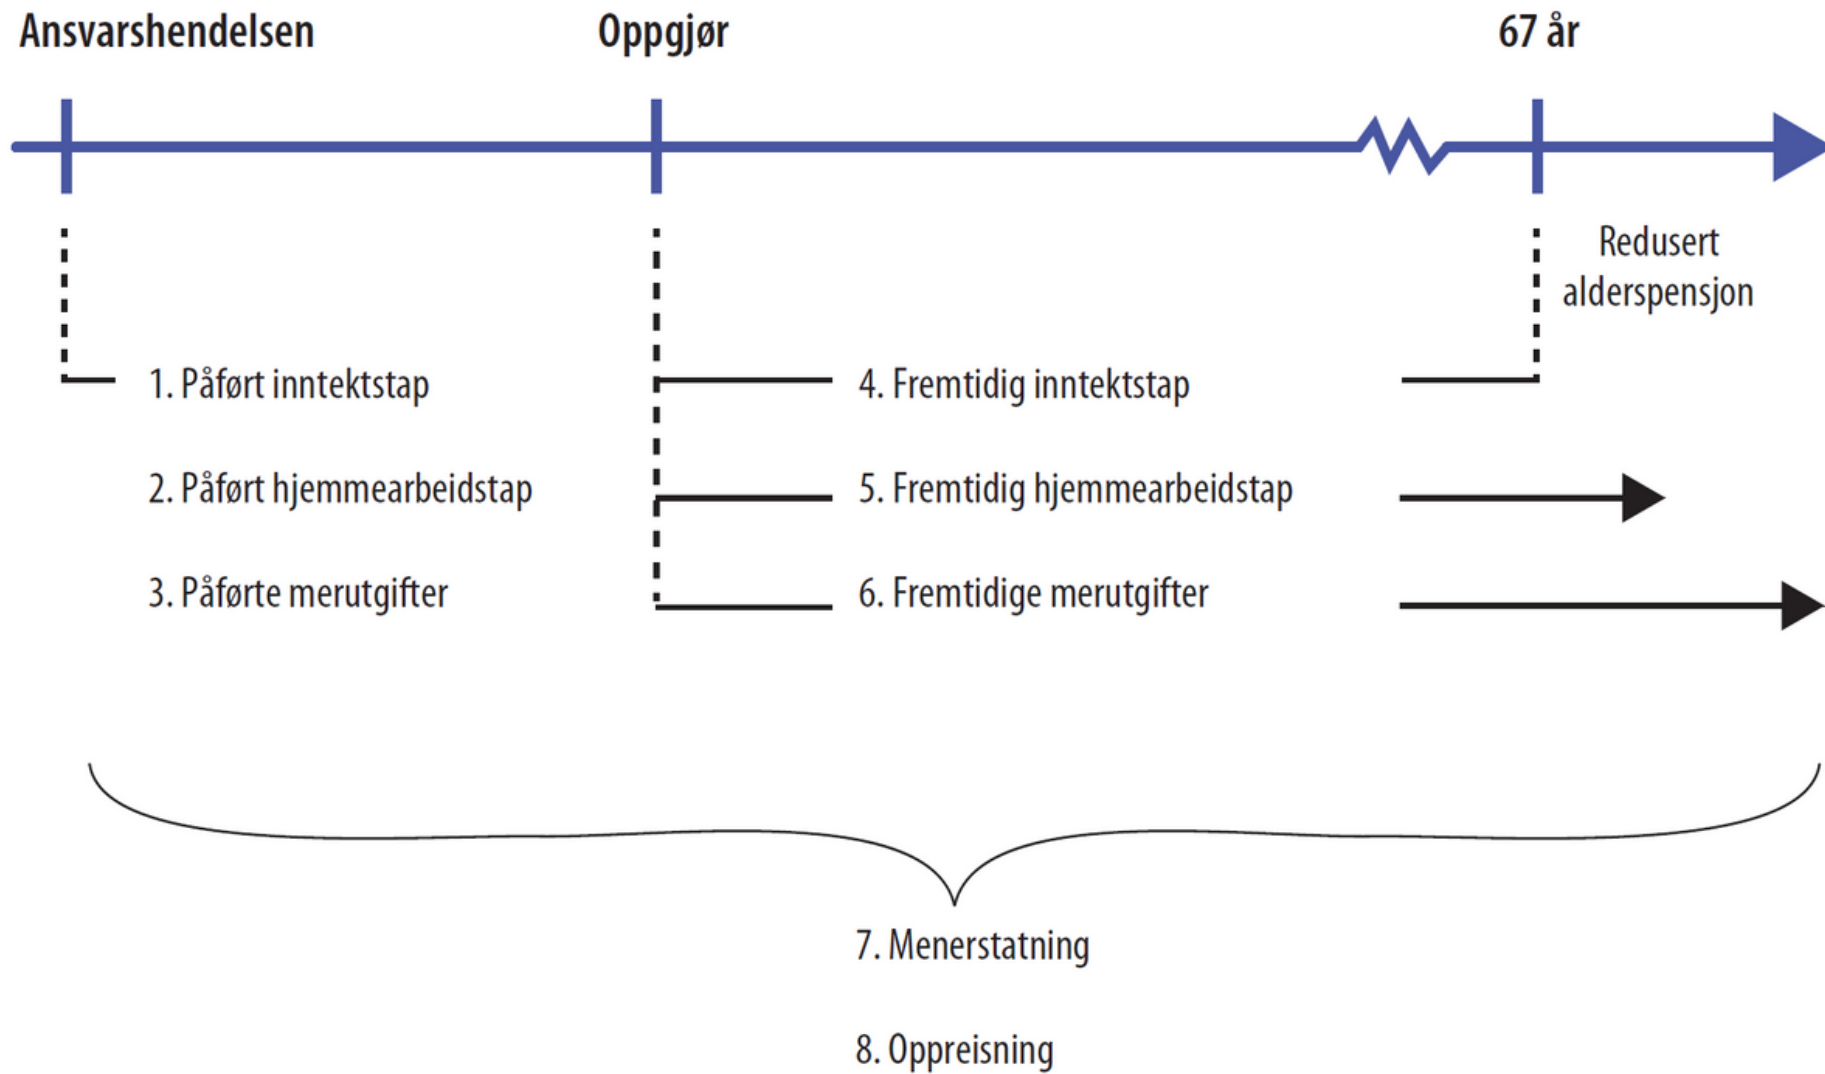 Ansvarshendelsen
Oppgjør
67 år
Redusert
alderspensjon
1. Påført inntektstap
4. Fremtidig inntektstap
2. Påført hjemmearbeidstap
5. Fremtidig hjemmearbeidstap
3. Påførte merutgifter
6. Fremtidige merutgifter
7. Menerstatning
8. Oppreisning